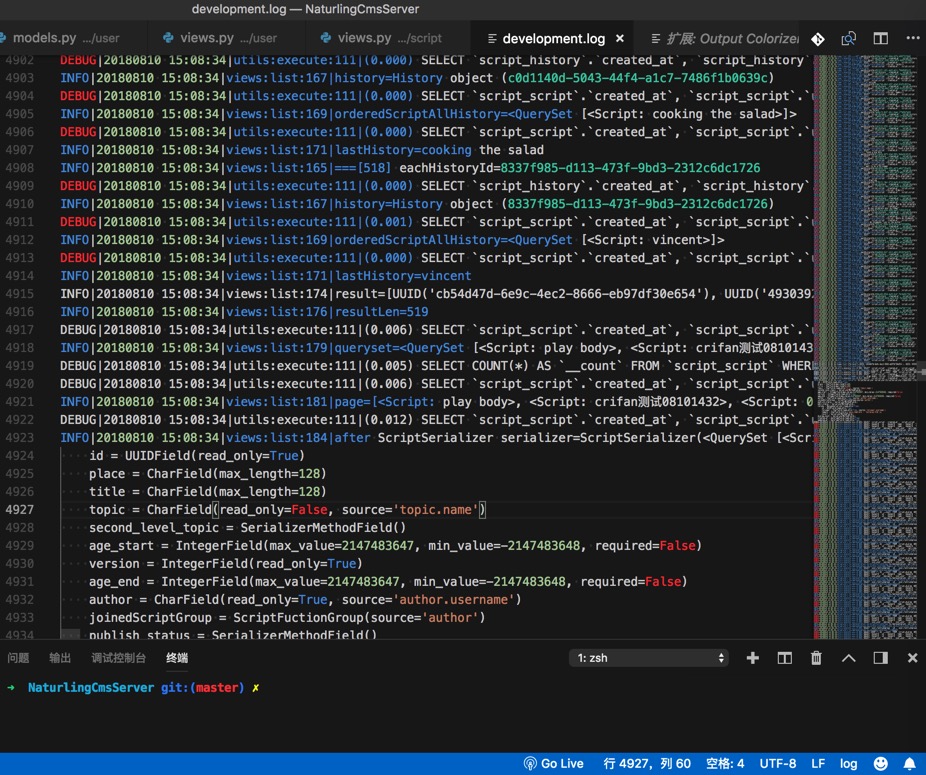 development.log — NaturlingCmsServer
models.py .../user views.py .../user views.py .../script development.log × 扩展: Output Colorizer
4902 DEBUG|20180810 15:08:34|utils:execute:111|(0.000) SELECT `script_history`.`created_at`, `script_history`
4903 INFO|20180810 15:08:34|views:list:167|history=History object (c0d1140d-5043-44f4-a1c7-7486f1b0639c)
4904 DEBUG|20180810 15:08:34|utils:execute:111|(0.000) SELECT `script_script`.`created_at`, `script_script`.`
4905 INFO|20180810 15:08:34|views:list:169|orderedScriptAllHistory=<QuerySet [<Script: cooking the salad>]>
4906 DEBUG|20180810 15:08:34|utils:execute:111|(0.000) SELECT `script_script`.`created_at`, `script_script`.`
4907 INFO|20180810 15:08:34|views:list:171|lastHistory=cooking the salad
4908 INFO|20180810 15:08:34|views:list:165|===[518] eachHistoryId=8337f985-d113-473f-9bd3-2312c6dc1726
4909 DEBUG|20180810 15:08:34|utils:execute:111|(0.000) SELECT `script_history`.`created_at`, `script_history`
4910 INFO|20180810 15:08:34|views:list:167|history=History object (8337f985-d113-473f-9bd3-2312c6dc1726)
4911 DEBUG|20180810 15:08:34|utils:execute:111|(0.001) SELECT `script_script`.`created_at`, `script_script`.`
4912 INFO|20180810 15:08:34|views:list:169|orderedScriptAllHistory=<QuerySet [<Script: vincent>]>
4913 DEBUG|20180810 15:08:34|utils:execute:111|(0.000) SELECT `script_script`.`created_at`, `script_script`.`
4914 INFO|20180810 15:08:34|views:list:171|lastHistory=vincent
4915 INFO|20180810 15:08:34|views:list:174|result=[UUID('cb54d47d-6e9c-4ec2-8666-eb97df30e654'), UUID('4930392
4916 INFO|20180810 15:08:34|views:list:176|resultLen=519
4917 DEBUG|20180810 15:08:34|utils:execute:111|(0.006) SELECT `script_script`.`created_at`, `script_script`.`
4918 INFO|20180810 15:08:34|views:list:179|queryset=<QuerySet [<Script: play body>, <Script: crifan测试0810143
4919 DEBUG|20180810 15:08:34|utils:execute:111|(0.005) SELECT COUNT(*) AS `__count` FROM `script_script` WHERE
4920 DEBUG|20180810 15:08:34|utils:execute:111|(0.006) SELECT `script_script`.`created_at`, `script_script`.`
4921 INFO|20180810 15:08:34|views:list:181|page=[<Script: play body>, <Script: crifan测试08101432>, <Script: 0
4922 DEBUG|20180810 15:08:34|utils:execute:111|(0.012) SELECT `script_script`.`created_at`, `script_script`.`
4923 INFO|20180810 15:08:34|views:list:184|after ScriptSerializer serializer=ScriptSerializer(<QuerySet [<Scr
4924 id = UUIDField(read_only=True)
4925 place = CharField(max_length=128)
4926 title = CharField(max_length=128)
4927 topic = CharField(read_only=False, source='topic.name')
4928 second_level_topic = SerializerMethodField()
4929 age_start = IntegerField(max_value=2147483647, min_value=-2147483648, required=False)
4930 version = IntegerField(read_only=True)
4931 age_end = IntegerField(max_value=2147483647, min_value=-2147483648, required=False)
4932 author = CharField(read_only=True, source='author.username')
4933 joinedScriptGroup = ScriptFuctionGroup(source='author')
4934 publish_status = SerializerMethodField()
问题 输出 调试控制台 终端 1: zsh
➜ NaturlingCmsServer git:(master) ✗
Go Live 行 4927，列 60 空格: 4 UTF-8 LF log